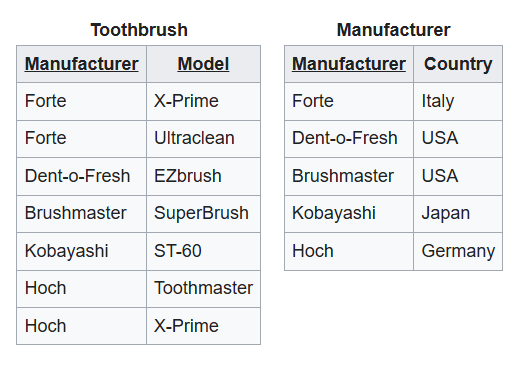 Toothbrush
Manufacturer Model
Forte X-Prime
Forte Ultraclean
Dent-o-Fresh EZbrush
Brushmaster SuperBrush
Kobayashi ST-60
Hoch Toothmaster
Hoch X-Prime
Manufacturer
Manufacturer Country
Forte Italy
Dent-o-Fresh USA
Brushmaster USA
Kobayashi Japan
Hoch Germany